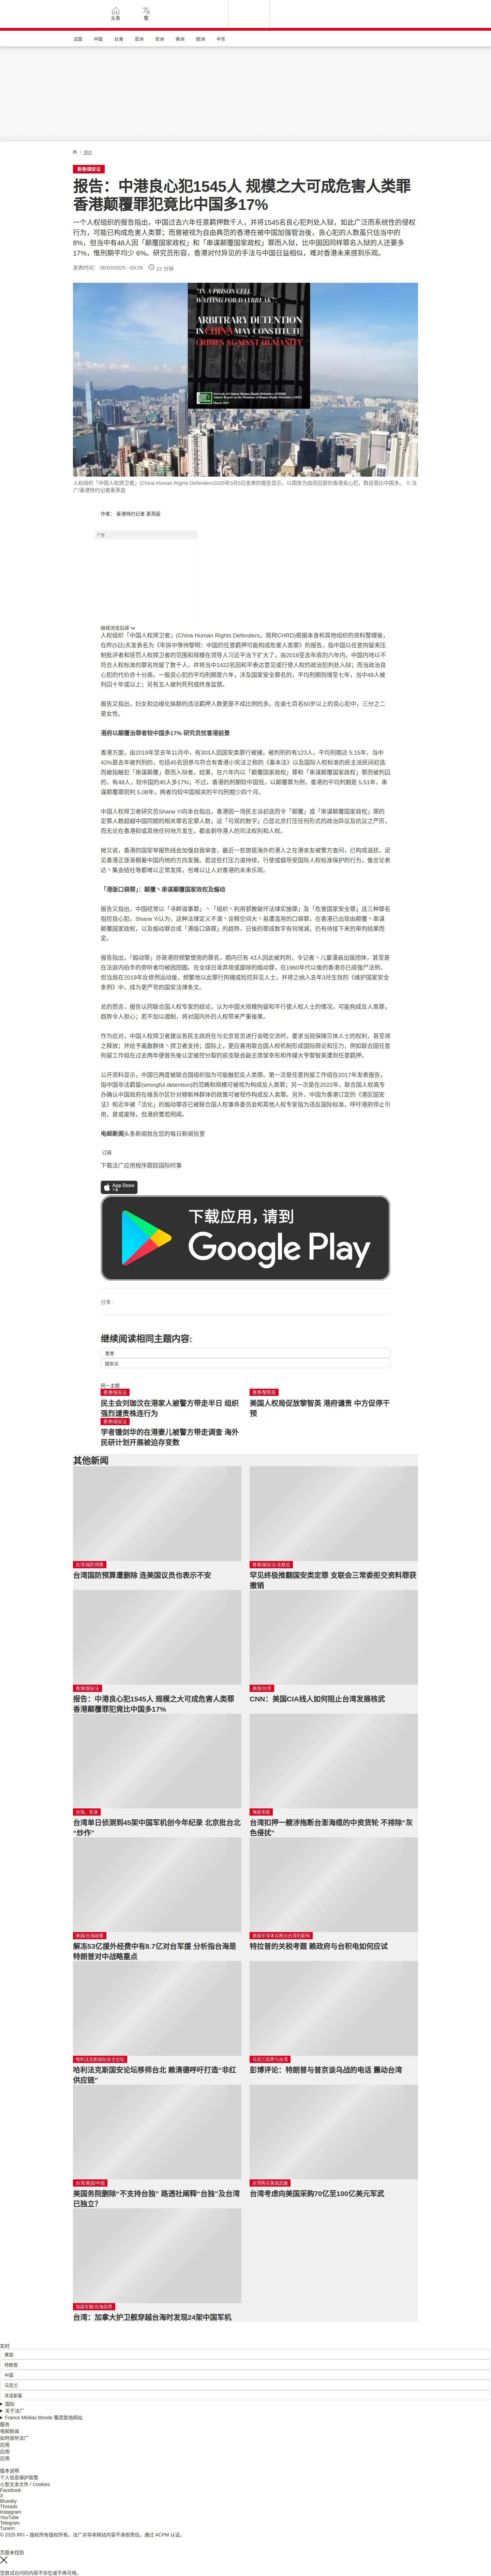 头条
繁
法国
中国
台海
亚洲
非洲
美洲
欧洲
中东
/ 港台
香港/国安法
报告：中港良心犯1545人 规模之大可成危害人类罪 香港颠覆罪犯竟比中国多17%
一个人权组织的报告指出，中国过去六年任意羁押数千人，并将1545名良心犯判处入狱，如此广泛而系统性的侵权行为，可能已构成危害人类罪；而曾被视为自由典范的香港在被中国加强管治後，良心犯的人数虽只佔当中的8%，但当中有48人因「颠覆国家政权」和「串谋颠覆国家政权」罪而入狱，比中国因同样罪名入狱的人还要多17%，惟刑期平均少 6%。研究员形容，香港对付异见的手法与中国日益相似，难对香港未来感到乐观。
发表时间： 06/03/2025 - 09:26
12 分钟
"IN A PRISON CELL
WAITING FOR DAYBREAK":
ARBITRARY DETENTION
IN CHINA MAY CONSTITUTE
CRIMES AGAINST HUMANITY
人权组织「中国人权捍卫者」(China Human Rights Defenders2025年3月5日发表的报告显示，以国安为由而囚禁的香港良心犯，数目竟比中国多。 © 法广/香港特约记者麦燕庭
作者： 香港特约记者 麦燕庭
广告
继续浏览后续
人权组织「中国人权捍卫者」(China Human Rights Defenders，简称CHRD)根据本身和其他组织的资料整理後，在昨(5日)天发表名为《牢房中等待黎明：中国的任意羁押可能构成危害人类罪》的报告，指中国以任意拘留来压制批评者和惩罚人权捍卫者的范围和规模在领导人习近平治下扩大了，由2019至去年底的六年内，中国内地以不符合人权标准的罪名拘留了数千人，并将当中1422名因和平表达意见或行使人权的政治犯判处入狱；而当政治良心犯的代价亦十分高，一般良心犯的平均刑期是六年，涉及国家安全罪名的，平均刑期则增至七年，当中48人被判囚十年或以上；另有五人被判死刑或终身监禁。
报告又指出，妇女和边缘化族群的违法羁押人数更是不成比例的多。在逾七百名60岁以上的良心犯中，三分之二是女性。
港府以颠覆治罪者较中国多17% 研究员忧香港前景
香港方面，由2019年至去年11月中，有303人因国安类罪行被捕，被判刑的有123人，平均刑期达 5.15年，当中42%是去年被判刑的，包括45名因参与符合有香港小宪法之称的《基本法》以及国际人权标准的民主派民间初选而被指触犯「串谋颠覆」罪而入狱者。结果，在六年内以「颠覆国家政权」罪和「串谋颠覆国家政权」罪而被判囚的，有48人，较中国的40人多17%；不过，香港的刑期较中国低，以颠覆罪为例，香港的平均刑期是 5.51年，串谋颠覆罪则判 5.08年，两者均较中国相关的平均刑期少四个月。
中国人权捍卫者研究员Shane Yi向本台指出，香港因一场民主派初选而令「颠覆」或「串谋颠覆国家政权」罪的定罪人数超越中国同期的相关罪名定罪人数，这「可观的数字」凸显北京打压任何形式的政治异议及抗议之严厉，而无论在香港抑或其他任何地方发生，都会剥夺港人的司法权利和人权。
她又说，香港的国安举报热线会加强自我审查，最近一些旅居海外的港人之在港亲友被警方查问，已构成滋扰，足见香港正逐渐朝着中国内地的方向发展。若这些打压力道持续，行使或倡导受国际人权标准保护的行为，像言论表达丶集会结社等都难以正常发挥，也难以让人对香港的未来乐观。
「港版口袋罪」：颠覆丶串谋颠覆国家政权及煽动
报告又指出，中国经常以「寻衅滋事罪」丶「组织丶利用邪教破坏法律实施罪」及「危害国家安全罪」这三种罪名指控良心犯。Shane Yi认为，这种法律定义不清丶诠释空间大丶易遭滥用的口袋罪，在香港已出现由颠覆丶串谋颠覆国家政权，以及煽动罪合成「港版口袋罪」的趋势，日後的罪成数字有何增减，仍有待接下来的审判结果而定。
报告指出，「煽动罪」亦是港府频繁使用的罪名，期内已有 43人因此被判刑，令记者丶儿童漫画出版团体，甚至是在法庭内拍手的旁听者均被困囹圄。在全球日渐弃用或废除的煽动罪，在1960年代以後的香港亦已成强尸法例，但当局在2019年反修例运动後，频繁地以此罪行拘捕或检控异见人士，并将之纳入去年3月生效的《维护国家安全条例》中，成为更严苛的国安法律条文。
总的而言，报告认同联合国人权专家的结论，认为中国大规模拘留和平行使人权人士的情况，可能构成反人类罪。趋势令人担心；若不加以遏制，将对国内外的人权带来严重後果。
作为应对，中国人权捍卫者建议各民主政府在与北京官员进行会晤交流时，要求当局保障贝体人士的权利，甚至将之释放；并给予离散群体丶捍卫者支持；国际上，更应善用联合国人权机制形成国际舆论和压力，例如联合国任意拘留工作组在过去两年便曾先後认定被控分裂的前支联会副主席邹幸彤和传媒大亨黎智英遭到任意羁押。
公开资料显示，中国已两度被联合国组织指为可能触犯反人类罪。第一次是任意拘留工作组在2017年发表报告，指中国非法羁留(wrongful detention)的范畴和规模可被视为构成反人类罪；另一次是在2022年，联合国人权高专办确认中国政府在维吾尔区针对穆斯林群体的政策可被视作构成反人类罪。另外，中国为香港订定的《港区国安法》和近年被「活化」的煽动罪亦已被联合国人权事务委员会和其他人权专家指为违反国际标准，呼吁港府停止引用，甚或废除，但港府置若罔闻。
电邮新闻头条新闻就在您的每日新闻信里
订阅
下载法广应用程序跟踪国际时事
App Store
下载应用，请到
Google Play
分享 :
继续阅读相同主题内容:
香港
国安法
同一主题
香港/国安法
民主会刘珈汶在港家人被警方带走半日 组织强烈谴责株连行为
香港/黎智英
美国人权局促放黎智英 港府谴责 中方促停干预
香港/国安法
学者锺剑华的在港妻儿被警方带走调查 海外民研计划开展被迫存变数
其他新闻
台湾/国防预算
台湾国防预算遭删除 连美国议员也表示不安
香港/国安法/支联会
罕见终极推翻国安类定罪 支联会三常委拒交资料罪获撤销
香港/国安法
报告：中港良心犯1545人 规模之大可成危害人类罪 香港颠覆罪犯竟比中国多17%
美国/台湾
CNN：美国CIA线人如何阻止台湾发展核武
台海、军演
台湾单日侦测到45架中国军机创今年纪录 北京批台北“炒作”
海底电缆
台湾扣押一艘涉拖断台澎海缆的中资货轮 不排除“灰色侵扰”
美国/台海政策
解冻53亿援外经费中有8.7亿对台军援 分析指台海是特朗普对中战略重点
美国半导体关税对台湾的影响
特拉普的关税考题 赖政府与台积电如何应试
哈利法克斯国际安全论坛
哈利法克斯国安论坛移师台北 赖清德呼吁打造“非红供应链”
乌克兰战势与台湾
彭博评论：特朗普与普京谈乌战的电话 震动台湾
台湾/美国/中国
美国务院删除“不支持台独” 路透社阐释“台独”及台湾已独立？
台湾购买美国武器
台湾考虑向美国采购70亿至100亿美元军武
加国军舰/台海局势
台湾：加拿大护卫舰穿越台海时发现24架中国军机
实时
美国
特朗普
中国
乌克兰
泽连斯基
国际
关于法广
France Médias Monde 集团其他网站
服务
电邮新闻
如何收听法广
应用
应用
应用
版本说明
个人信息保护政策
小型文本文件 / Cookies
Facebook
X
Bluesky
Threads
Instagram
YouTube
Telegram
TuneIn
© 2025 RFI – 版权所有版权所有。法广对非本网站内容不承担责任。通过 ACPM 认证。
页面未找到
您尝试访问的内容不存在或不再可用。